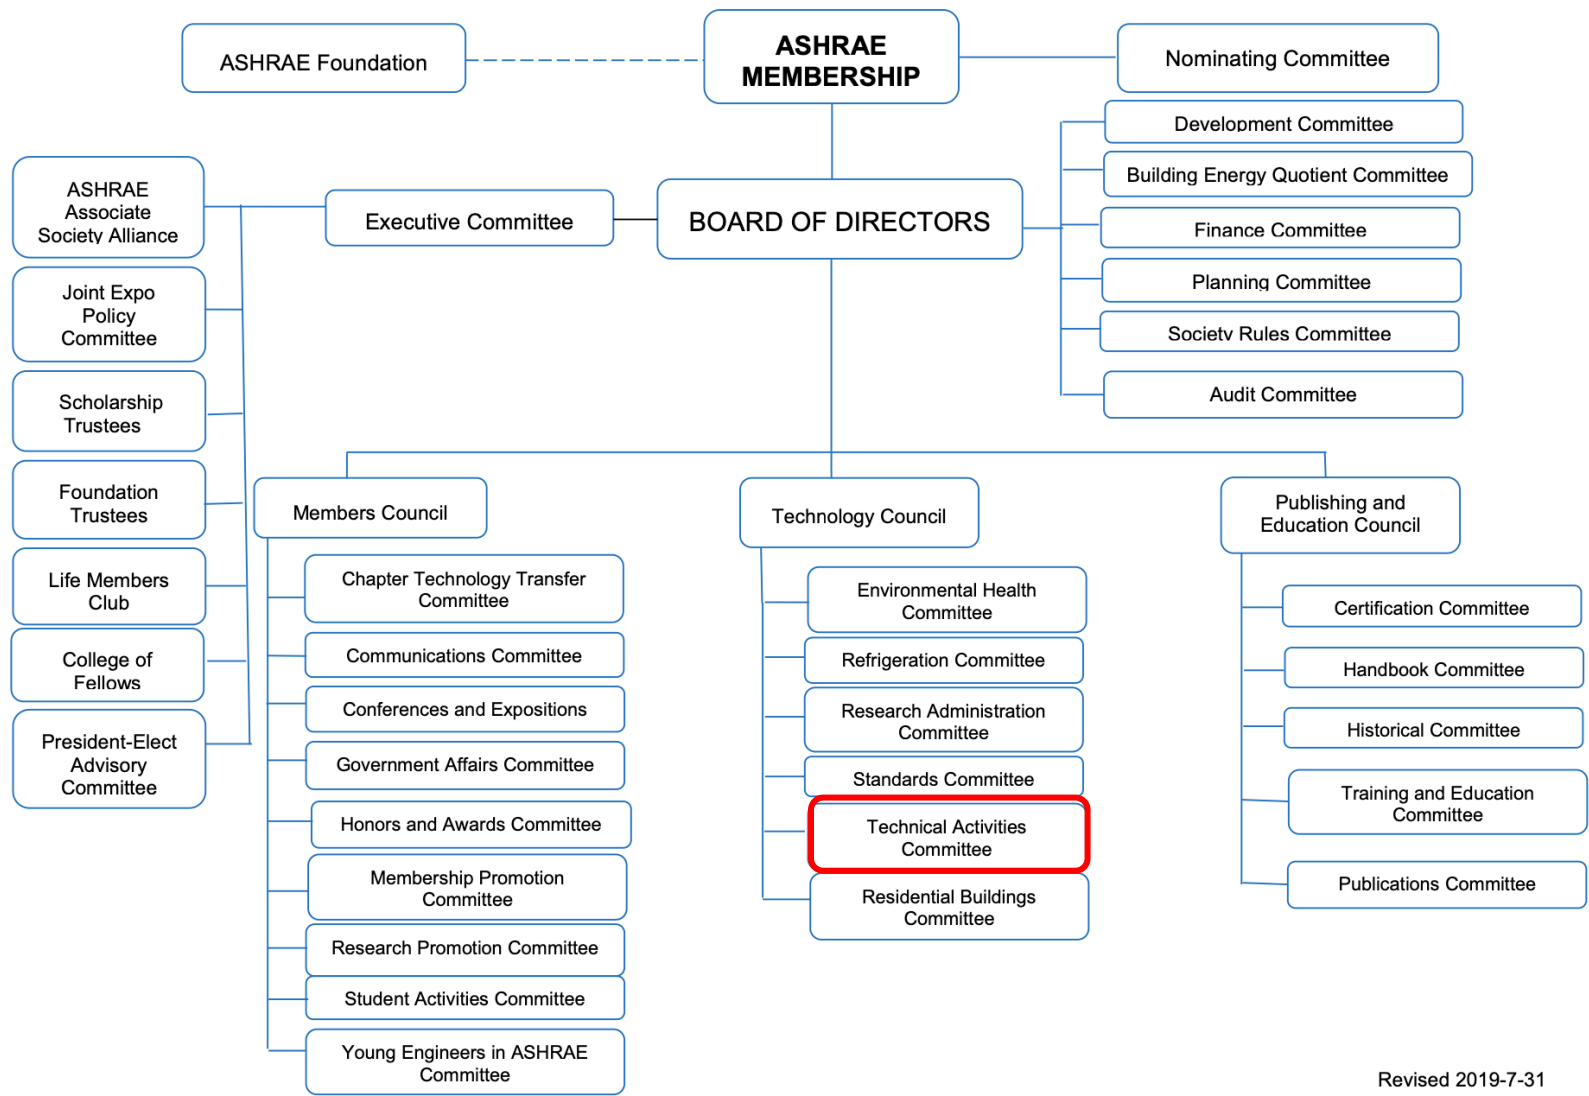 ASHRAE Foundation
ASHRAE
MEMBERSHIP
Nominating Committee
Development Committee
Building Energy Quotient Committee
Finance Committee
Planning Committee
Society Rules Committee
Audit Committee
BOARD OF DIRECTORS
Executive Committee
ASHRAE
Associate
Society Alliance
Joint Expo
Policy
Committee
Scholarship
Trustees
Foundation
Trustees
Life Members
Club
College of
Fellows
President-Elect
Advisory
Committee
Members Council
Chapter Technology Transfer
Committee
Communications Committee
Conferences and Expositions
Government Affairs Committee
Honors and Awards Committee
Membership Promotion
Committee
Research Promotion Committee
Student Activities Committee
Young Engineers in ASHRAE
Committee
Technology Council
Environmental Health
Committee
Refrigeration Committee
Research Administration
Committee
Standards Committee
Technical Activities
Committee
Residential Buildings
Committee
Publishing and
Education Council
Certification Committee
Handbook Committee
Historical Committee
Training and Education
Committee
Publications Committee
Revised 2019-7-31